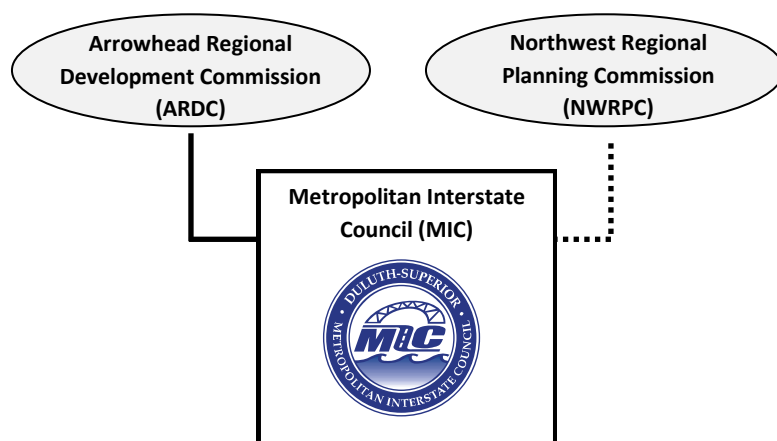 Arrowhead Regional
Development Commission
(ARDC)
Northwest Regional
Planning Commission
(NWRPC)
Metropolitan Interstate
Council (MIC)
• DULUTH-SUPERIOR •
MIC
METROPOLITAN INTERSTATE COUNCIL